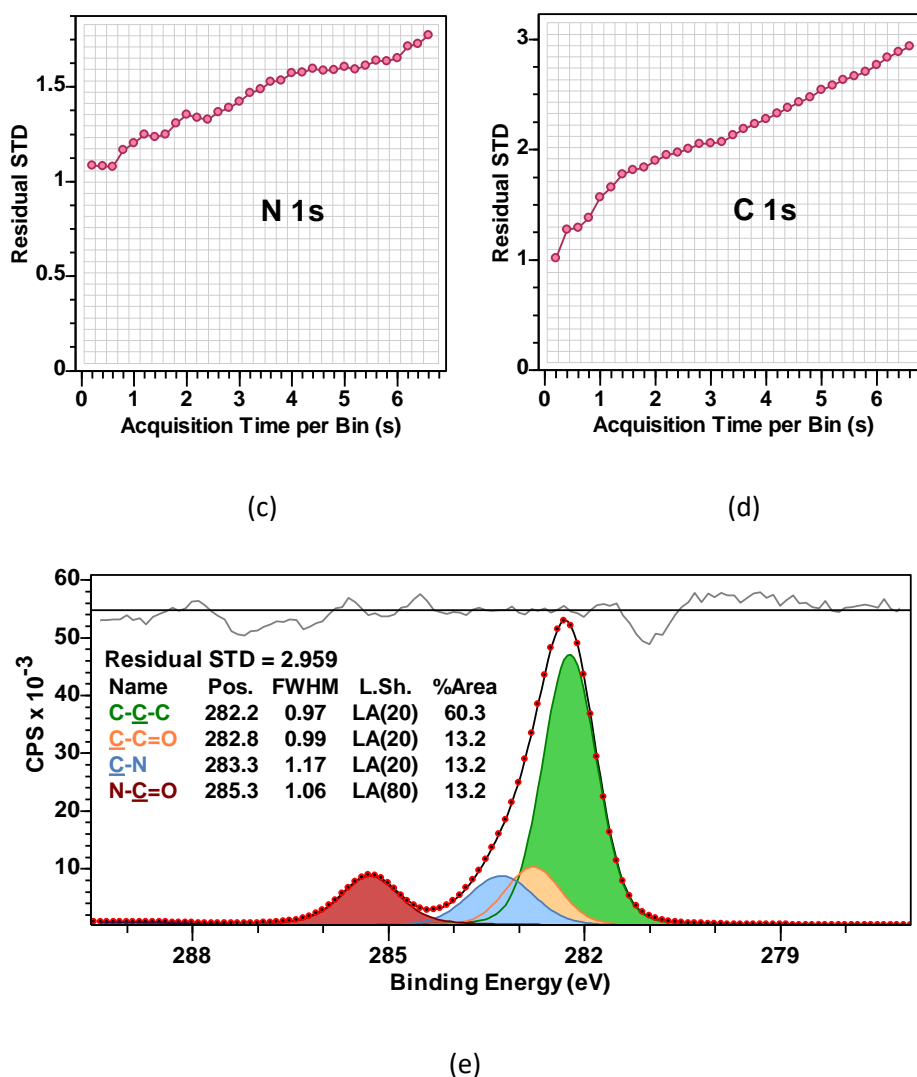 1.5
1
0.5
0
Residual STD
N 1s
0 1 2 3 4 5 6
Acquisition Time per Bin (s)
(c)
3
2
1
0
Residual STD
C 1s
0 1 2 3 4 5 6
Acquisition Time per Bin (s)
(d)
60
50
40
30
20
10
CPS x 10-3
Residual STD = 2.959
Name Pos. FWHM L.Sh. %Area
C-C-C 282.2 0.97 LA(20) 60.3
C-C=O 282.8 0.99 LA(20) 13.2
C-N 283.3 1.17 LA(20) 13.2
N-C=O 285.3 1.06 LA(80) 13.2
288 285 282 279
Binding Energy (eV)
(e)